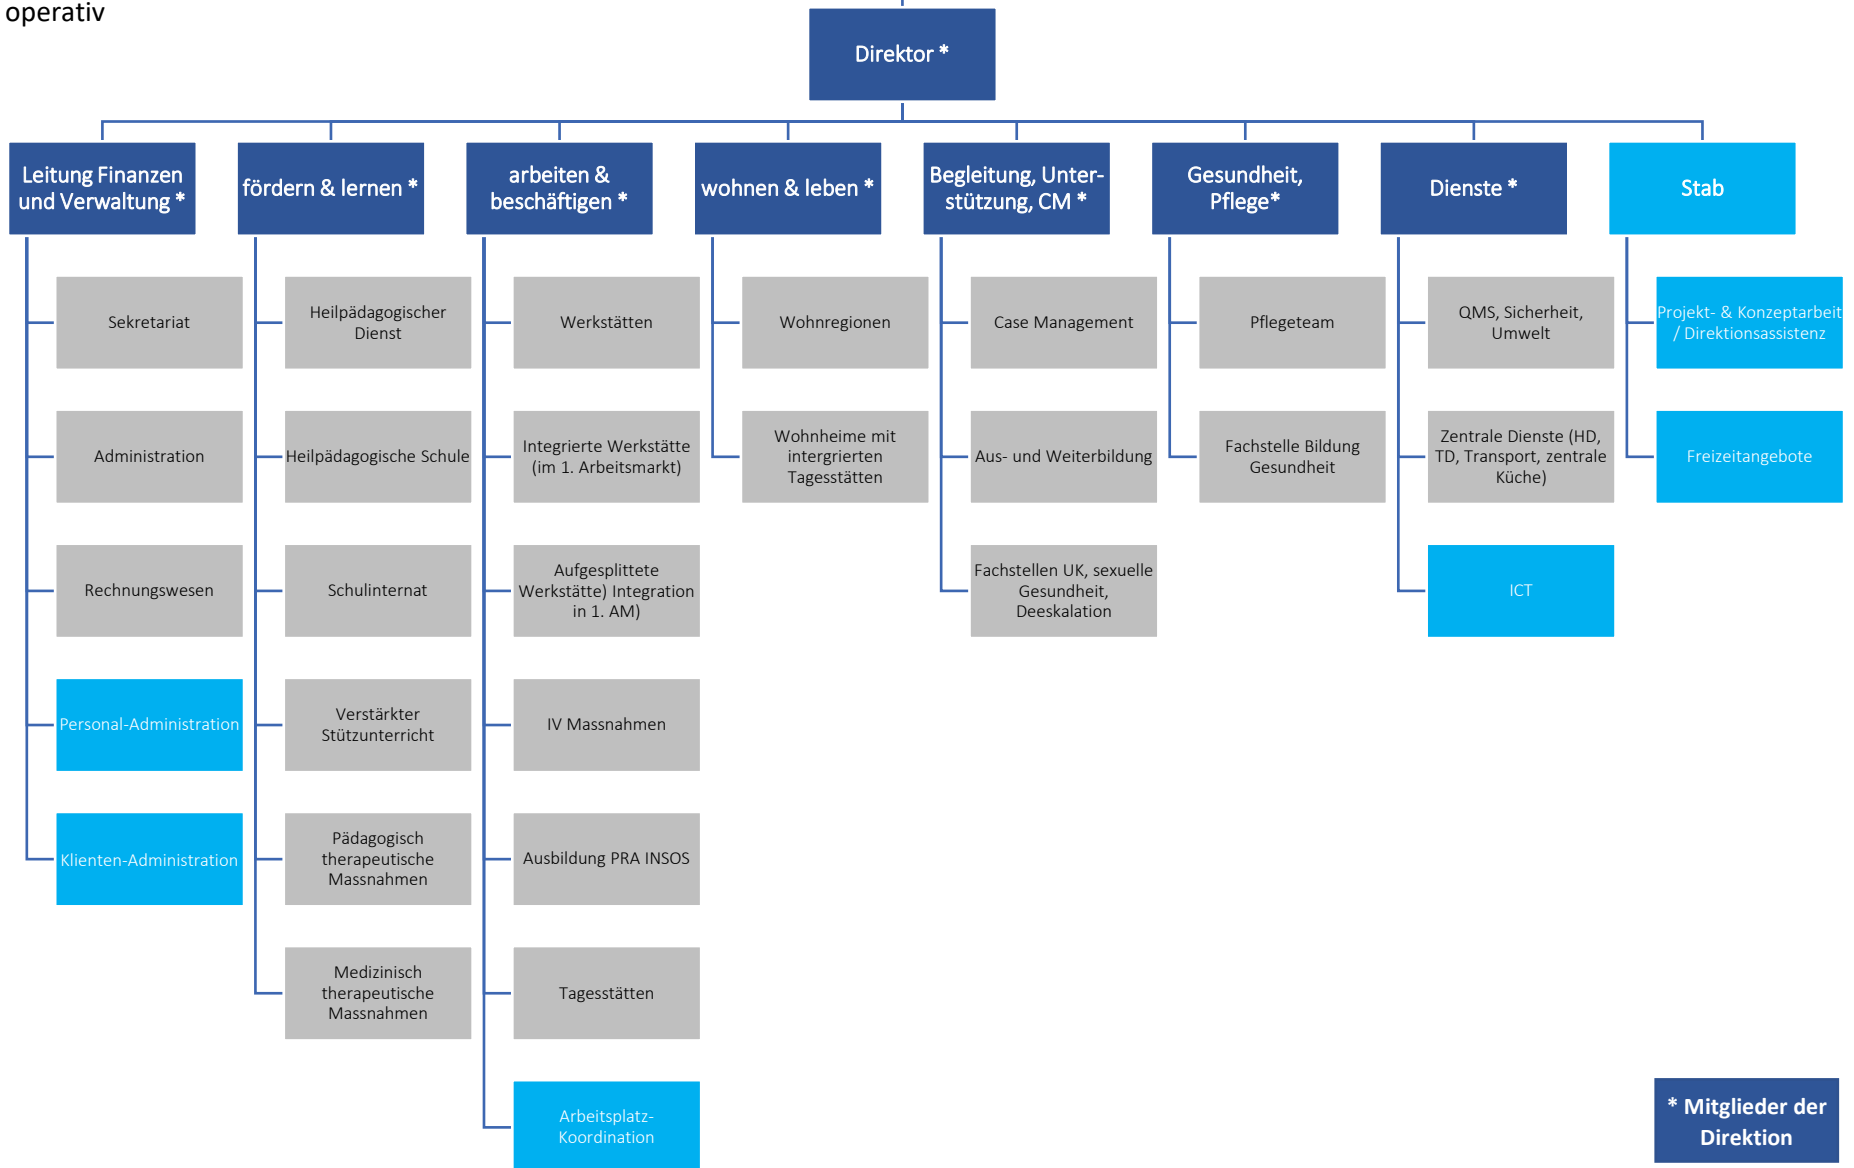 operativ
Direktor *
Leitung Finanzen
und Verwaltung *
fördern & lernen *
arbeiten &
beschäftigen *
wohnen & leben *
Begleitung, Unter-
stützung, CM *
Gesundheit,
Pflege*
Dienste *
Stab
Sekretariat
Administration
Rechnungswesen
Personal-Administration
Klienten-Administration
Heilpädagogischer
Dienst
Heilpädagogische Schule
Schulinternat
Verstärkter
Stützunterricht
Pädagogisch
therapeutische
Massnahmen
Medizinisch
therapeutische
Massnahmen
Werkstätten
Integrierte Werkstätte
(im 1. Arbeitsmarkt)
Aufgesplittete
Werkstätte) Integration
in 1. AM)
IV Massnahmen
Ausbildung PRA INSOS
Tagesstätten
Arbeitsplatz-
Koordination
Wohnregionen
Wohnheime mit
intergrierten
Tagesstätten
Case Management
Aus- und Weiterbildung
Fachstellen UK, sexuelle
Gesundheit,
Deeskalation
Pflegeteam
Fachstelle Bildung
Gesundheit
QMS, Sicherheit,
Umwelt
Zentrale Dienste (HD,
TD, Transport, zentrale
Küche)
ICT
Projekt- & Konzeptarbeit
/ Direktionsassistenz
Freizeitangebote
* Mitglieder der
Direktion